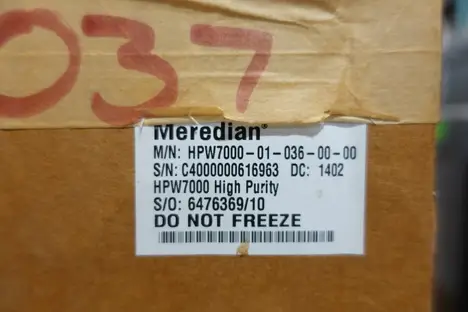 037
Meredian®
M/N: HPW7000-01-036-00-00
S/N: C4000000616963 DC: 1402
HPW7000 High Purity
S/O: 6476369/10
DO NOT FREEZE